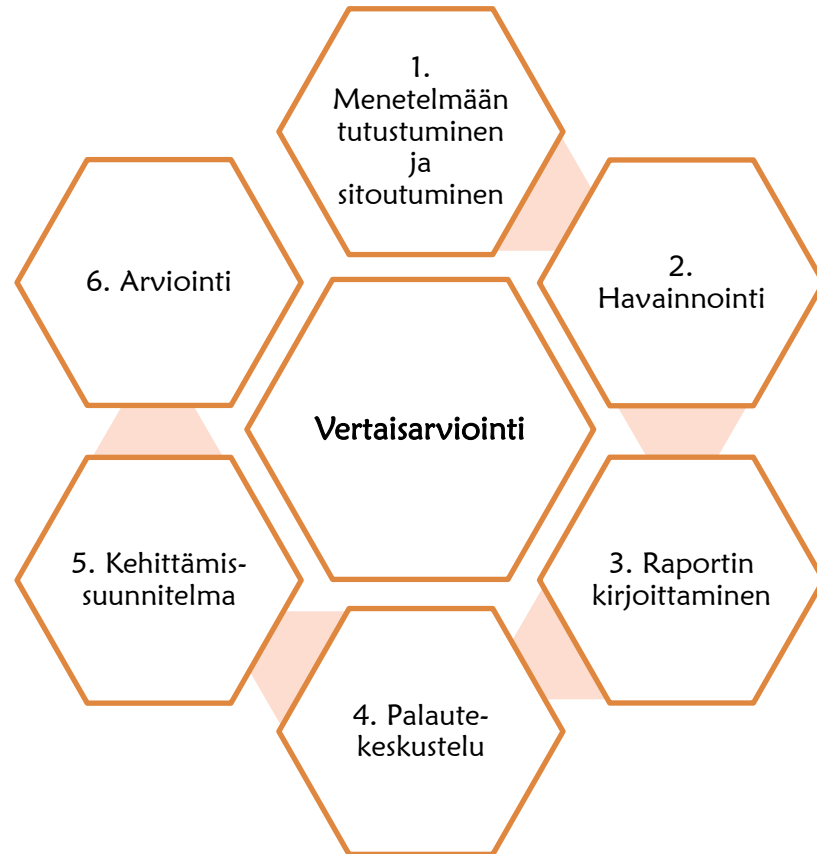 1.
Menetelmään
tutustuminen
ja
sitoutuminen
2.
Havainnointi
3. Raportin
kirjoittaminen
4. Palaute-
keskustelu
5. Kehittämis-
suunnitelma
6. Arviointi
Vertaisarviointi